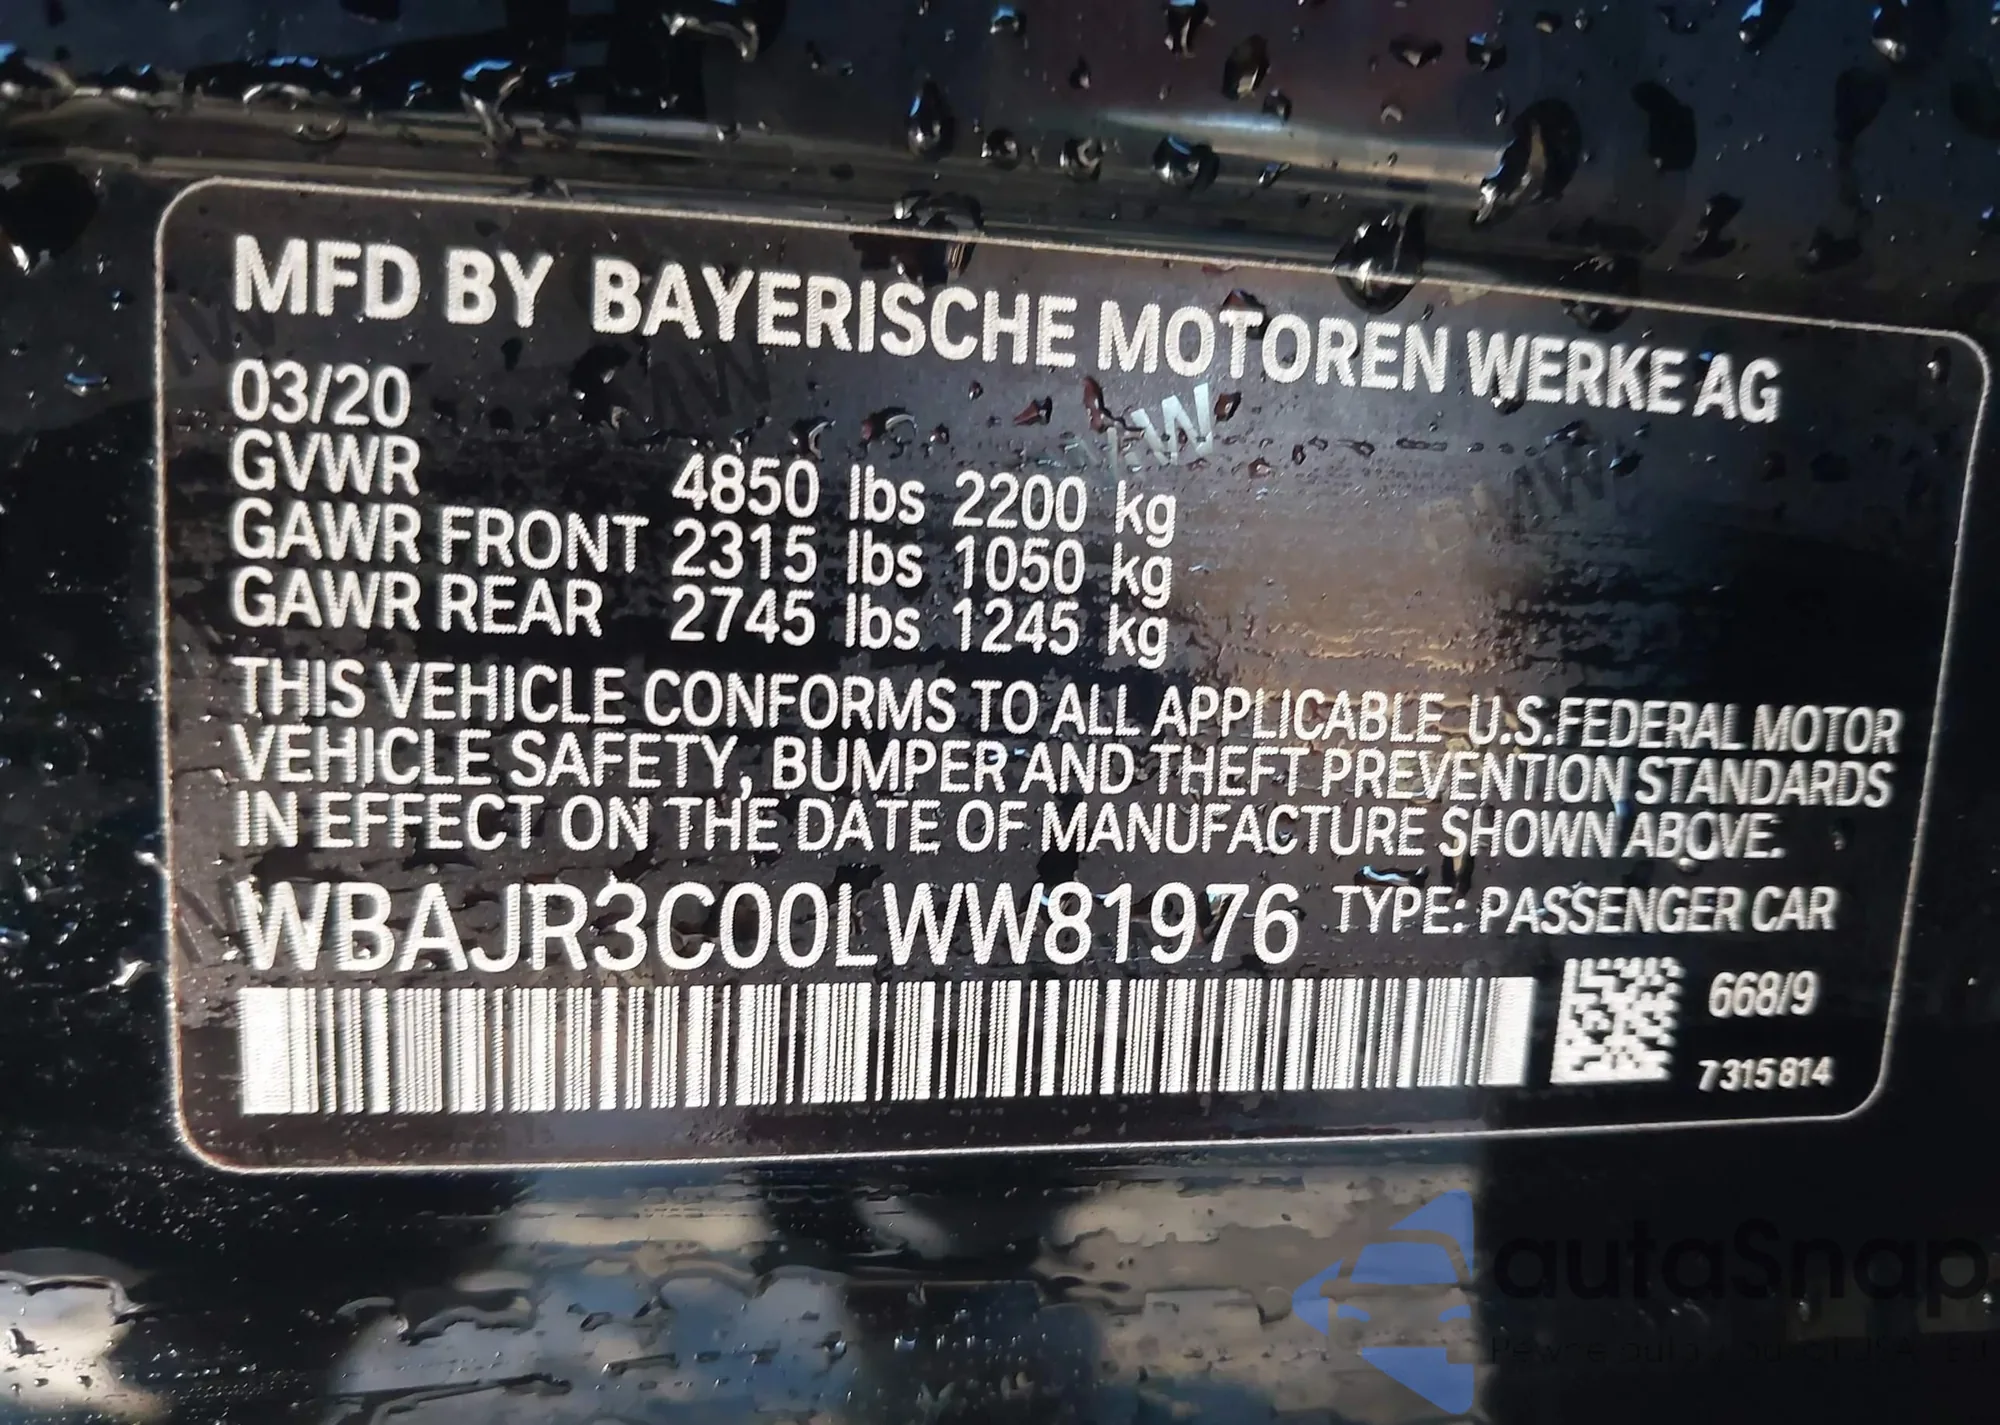 MFD BY BAYERISCHE MOTOREN WERKE AG
03/20
GVWR 4850 lbs 2200 kg
GAWR FRONT 2315 lbs 1050 kg
GAWR REAR 2745 lbs 1245 kg
THIS VEHICLE CONFORMS TO ALL APPLICABLE U.S.FEDERAL MOTOR
VEHICLE SAFETY, BUMPER AND THEFT PREVENTION STANDARDS
IN EFFECT ON THE DATE OF MANUFACTURE SHOWN ABOVE.
WBAJR3C00LWW81976 TYPE: PASSENGER CAR
668/9
7315814
autaSnap